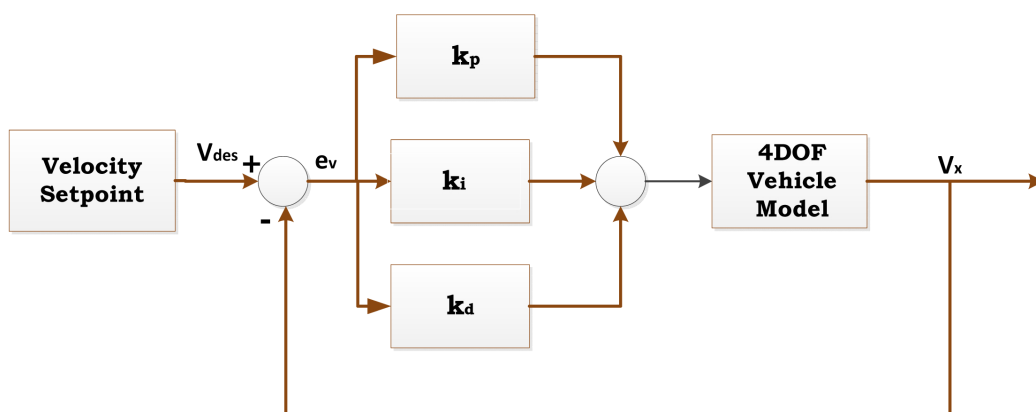 Velocity
Setpoint
Vdes
+
-
ev
kp
ki
kd
4DOF
Vehicle
Model
Vx